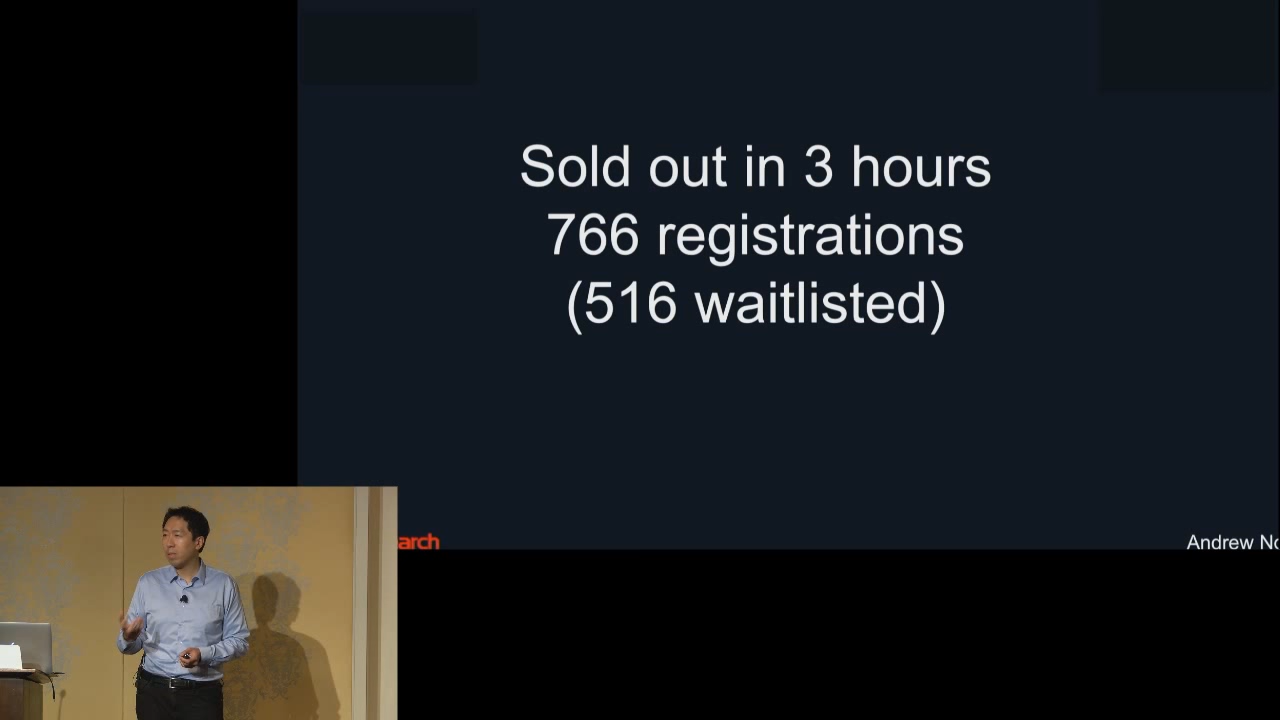 Sold out in 3 hours
766 registrations
(516 waitlisted)
arch
Andrew